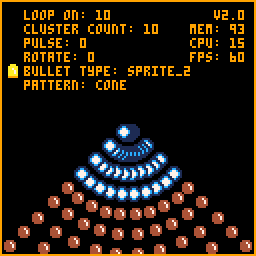 LOOP ON: 10 V2.0
CLUSTER COUNT: 10 MEM: 93
PULSE: 0 CPU: 15
ROTATE: 0 FPS: 60
BULLET TYPE: SPRITE_2
PATTERN: CONE